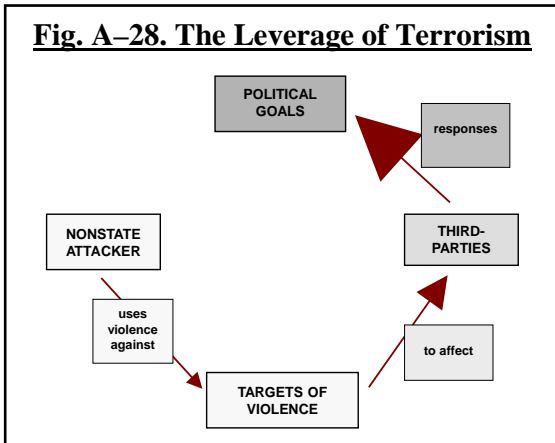 Fig. A–28. The Leverage of Terrorism
POLITICAL
GOALS
responses
NONSTATE
ATTACKER
THIRD-
PARTIES
uses
violence
against
to affect
TARGETS OF
VIOLENCE